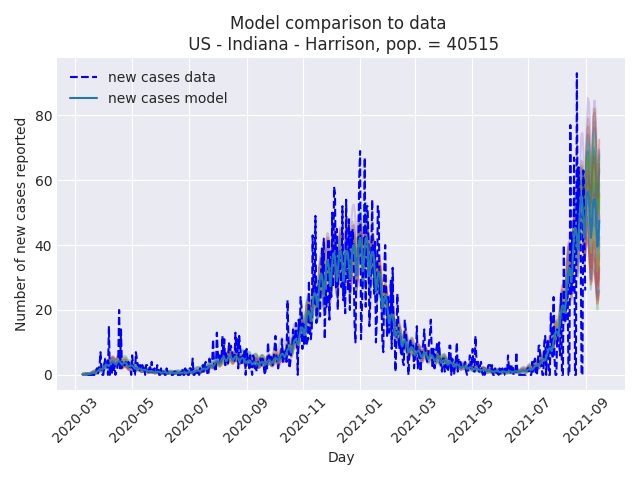 Model comparison to data
US - Indiana - Harrison, pop. = 40515
new cases data
new cases model
Number of new cases reported
80
60
40
20
0
2020-03
2020-05
2020-07
2020-09
2020-11
2021-01
2021-03
2021-05
2021-07
2021-09
Day